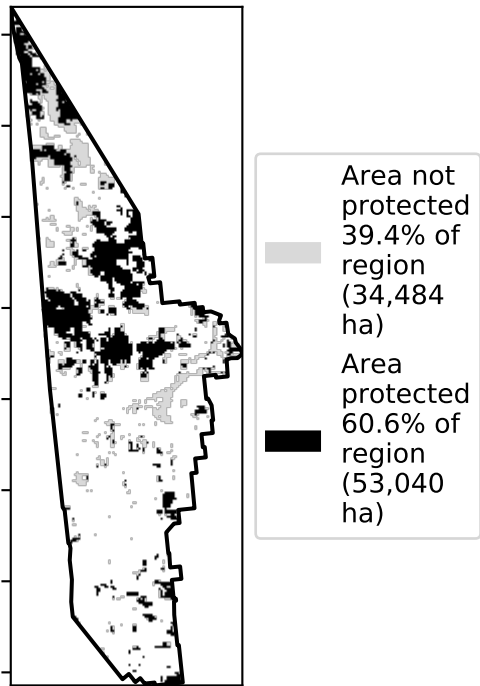 Area not
protected
39.4% of
region
(34,484
ha)
Area
protected
60.6% of
region
(53,040
ha)